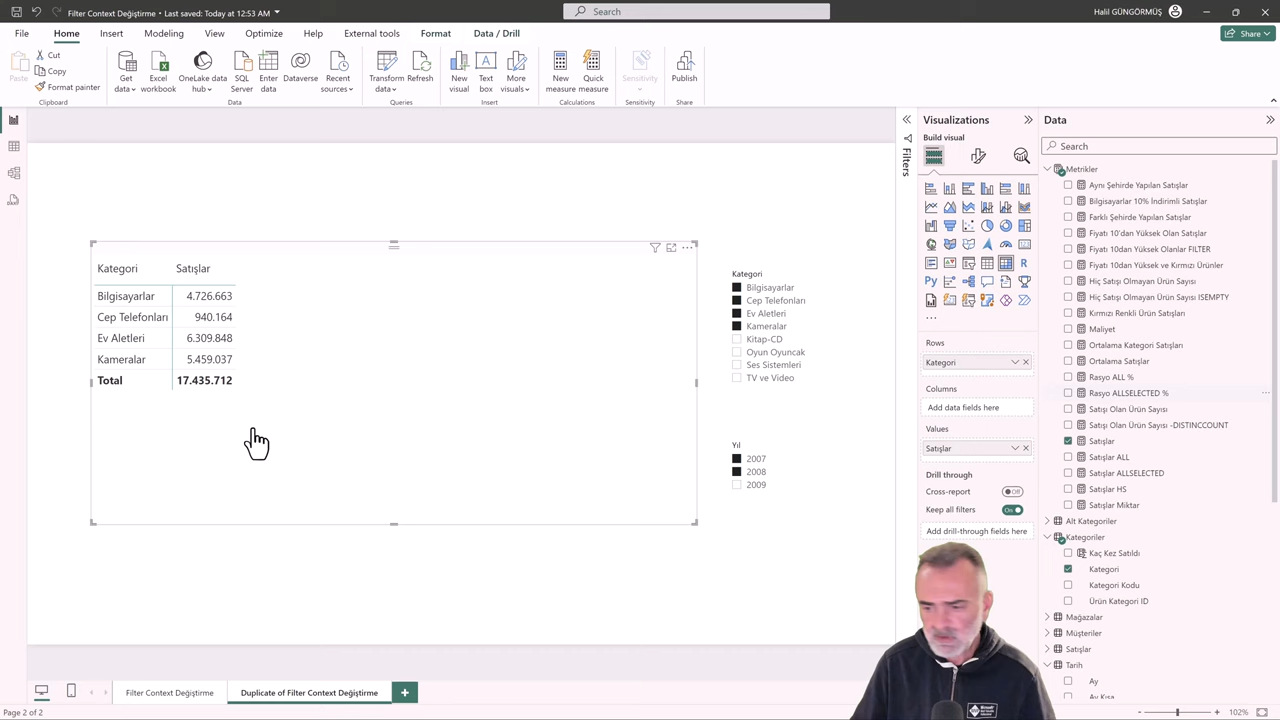 Filter Context Değiştirme • Last saved: Today at 12:53 AM
Search
Halil GÜNGÖRMÜŞ
File
Home
Insert
Modeling
View
Optimize
Help
External tools
Format
Data / Drill
Share
Paste
Cut
Copy
Format painter
Get data
Excel workbook
OneLake data hub
SQL Server
Enter data
Dataverse
Recent sources
Transform data
Refresh
New visual
Text box
More visuals
New measure
Quick measure
Sensitivity
Publish
Clipboard
Data
Queries
Insert
Calculations
Sensitivity
Share
Kategori Satışlar
Bilgisayarlar 4.726.663
Cep Telefonları 940.164
Ev Aletleri 6.309.848
Kameralar 5.459.037
Total 17.435.712
Kategori
Bilgisayarlar
Cep Telefonları
Ev Aletleri
Kameralar
Kitap-CD
Oyun Oyuncak
Ses Sistemleri
TV ve Video
Yıl
2007
2008
2009
Filters
Visualizations
Build visual
R
Py
Rows
Kategori
Columns
Add data fields here
Values
Satışlar
Drill through
Cross-report
Off
Keep all filters
On
Add drill-through fields here
Data
Search
Metrikler
Aynı Şehirde Yapılan Satışlar
Bilgisayarlar 10% İndirimli Satışlar
Farklı Şehirde Yapılan Satışlar
Fiyatı 10'dan Yüksek Olan Satışlar
Fiyatı 10dan Yüksek Olanlar FILTER
Fiyatı 10dan Yüksek ve Kırmızı Ürünler
Hiç Satışı Olmayan Ürün Sayısı
Hiç Satışı Olmayan Ürün Sayısı ISEMPTY
Kırmızı Renkli Ürün Satışları
Maliyet
Ortalama Kategori Satışları
Ortalama Satışlar
Rasyo ALL %
Rasyo ALLSELECTED %
Satışı Olan Ürün Sayısı
Satışı Olan Ürün Sayısı -DISTINCCOUNT
Satışlar
Satışlar ALL
Satışlar ALLSELECTED
Satışlar HS
Satışlar Miktar
Alt Kategoriler
Kategoriler
Kaç Kez Satıldı
Kategori
Kategori Kodu
Ürün Kategori ID
Mağazalar
Müşteriler
Satışlar
Tarih
Ay
Ay Kısa
Filter Context Değiştirme
Duplicate of Filter Context Değiştirme
Page 2 of 2
102%